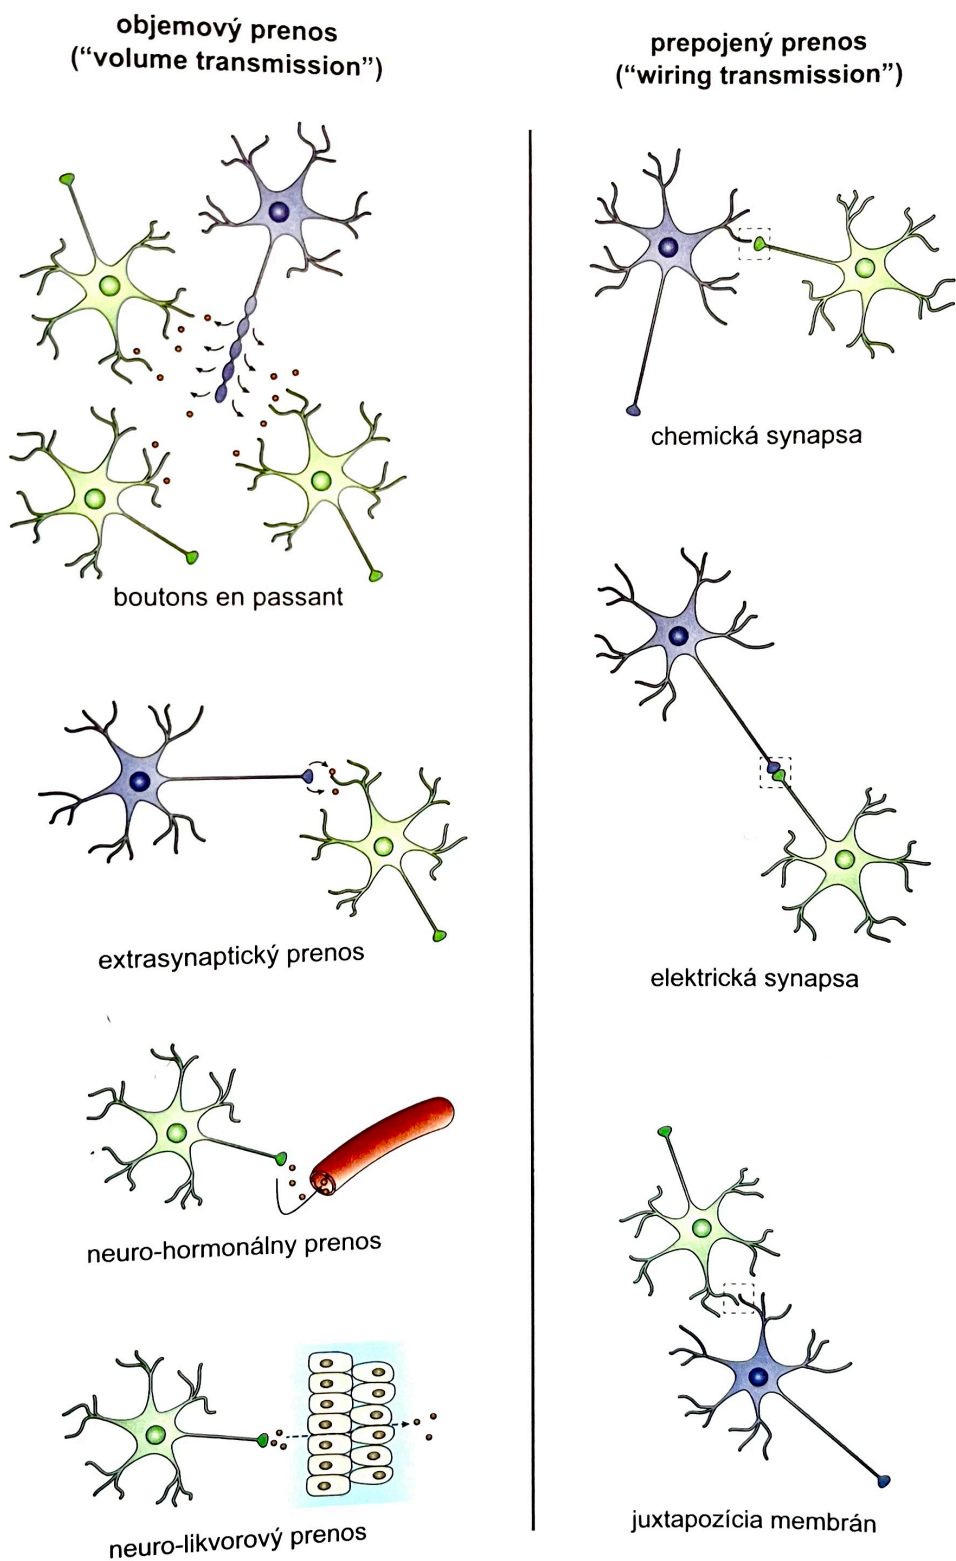 objemový prenos
(“volume transmission”)
boutons en passant
extrasynaptický prenos
neuro-hormonálny prenos
neuro-likvorový prenos
prepojený prenos
(“wiring transmission”)
chemická synapsa
elektrická synapsa
juxtapozícia membrán